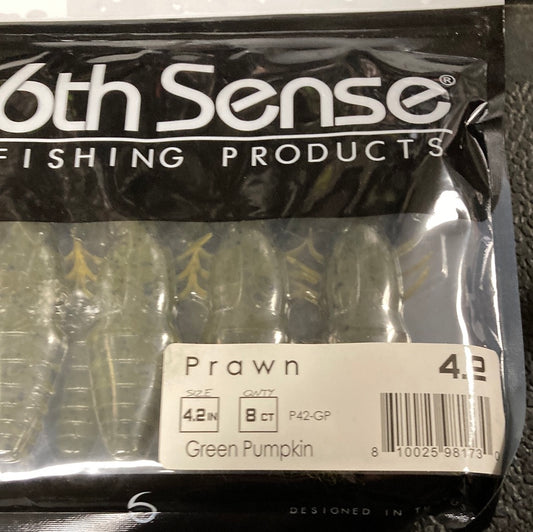 6th Sense®
FISHING PRODUCTS
Prawn 4.2
SIZE QNTY
4.2 IN 8 CT P42-GP
Green Pumpkin 8 10025 98173 0
6
DESIGNED IN